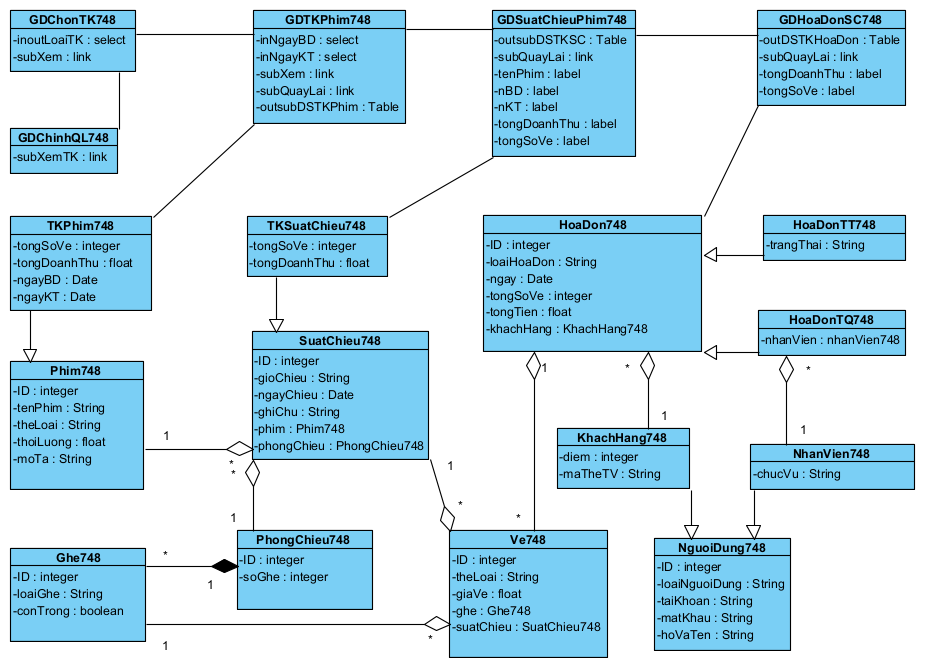 GDChonTK748
-inoutLoaiTK : select
-subXem : link
GDTKPhim748
-inNgayBD : select
-inNgayKT : select
-subXem : link
-subQuayLai : link
-outsubDSTKPhim : Table
GDSuatChieuPhim748
-outsubDSTKSC : Table
-subQuayLai : link
-tenPhim : label
-nBD : label
-nKT : label
-tongDoanhThu : label
-tongSoVe : label
GDHoaDonSC748
-outDSTKHoaDon : Table
-subQuayLai : link
-tongDoanhThu : label
-tongSoVe : label
GDChinhQL748
-subXemTK : link
TKPhim748
-tongSoVe : integer
-tongDoanhThu : float
-ngayBD : Date
-ngayKT : Date
TKSuatChieu748
-tongSoVe : integer
-tongDoanhThu : float
HoaDon748
-ID : integer
-loaiHoaDon : String
-ngay : Date
-tongSoVe : integer
-tongTien : float
-khachHang : KhachHang748
HoaDonTT748
-trangThai : String
HoaDonTQ748
-nhanVien : nhanVien748
Phim748
-ID : integer
-tenPhim : String
-theLoai : String
-thoiLuong : float
-moTa : String
SuatChieu748
-ID : integer
-gioChieu : String
-ngayChieu : Date
-ghiChu : String
-phim : Phim748
-phongChieu : PhongChieu748
1
*
*
1
1
*
1
*
*
1
*
1
KhachHang748
-diem : integer
-maTheTV : String
NhanVien748
-chucVu : String
Ghe748
-ID : integer
-loaiGhe : String
-conTrong : boolean
*
1
PhongChieu748
-ID : integer
-soGhe : integer
Ve748
-ID : integer
-theLoai : String
-giaVe : float
-ghe : Ghe748
-suatChieu : SuatChieu748
1
*
NguoiDung748
-ID : integer
-loaiNguoiDung : String
-taiKhoan : String
-matKhau : String
-hoVaTen : String